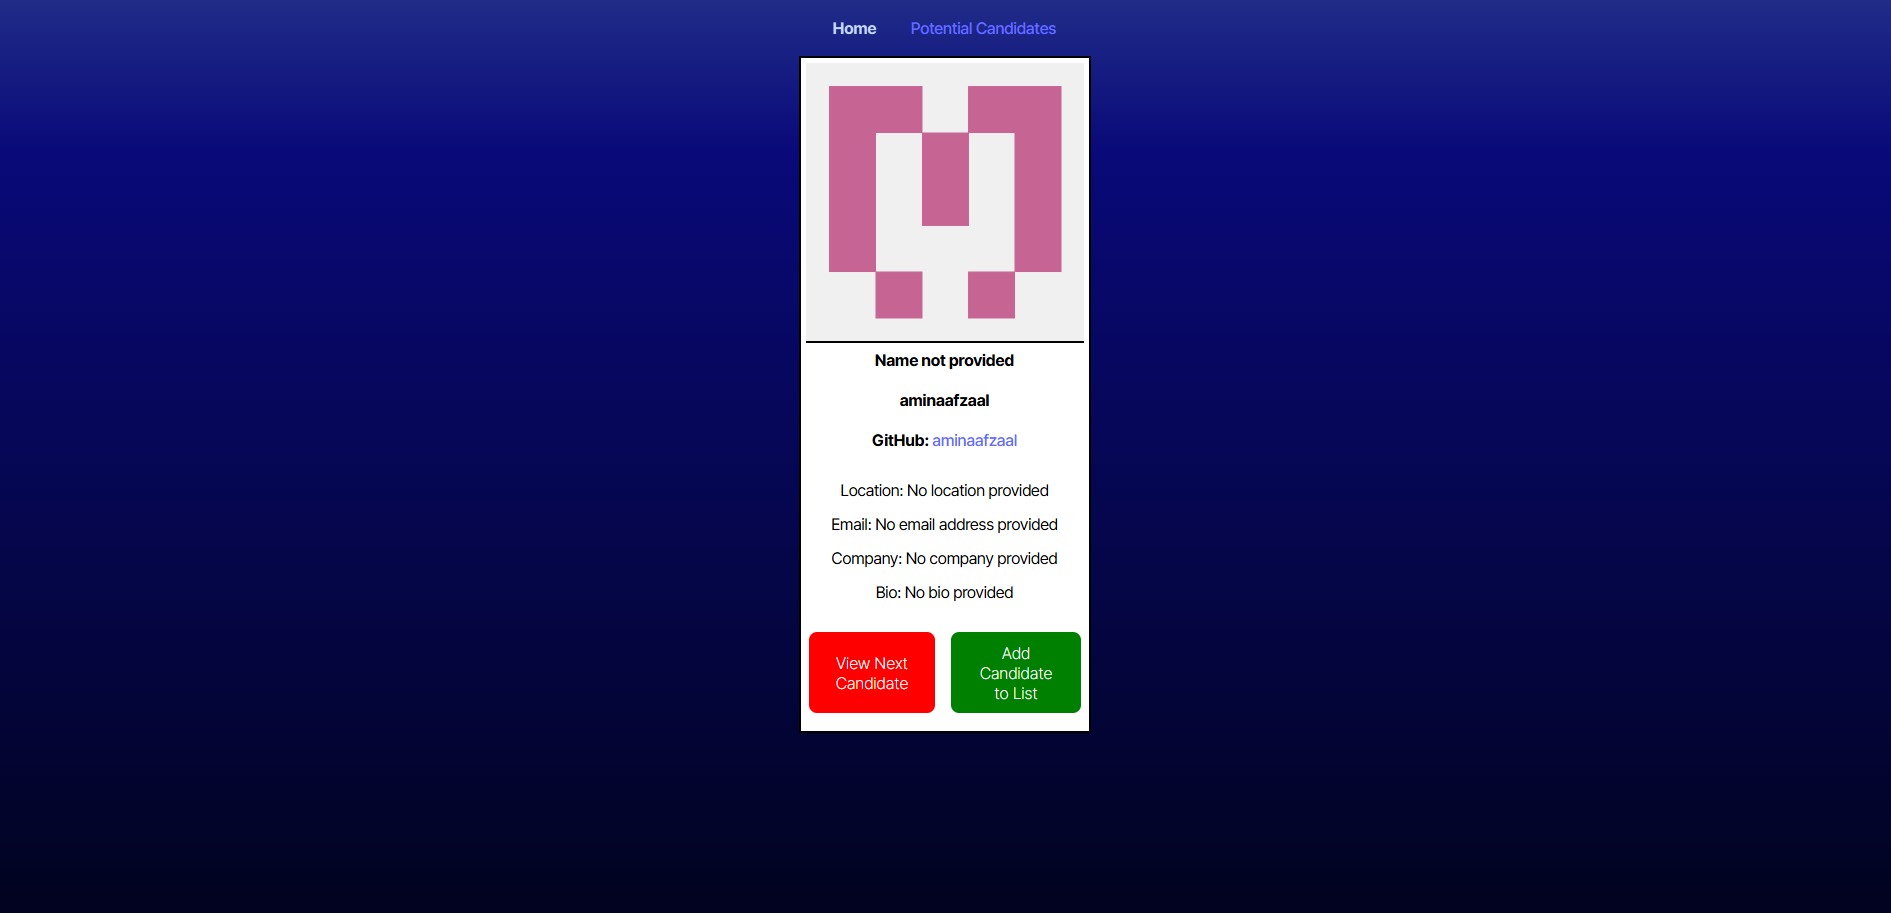 Home Potential Candidates
Name not provided
aminaafzaal
GitHub: aminaafzaal
Location: No location provided
Email: No email address provided
Company: No company provided
Bio: No bio provided
View Next
Candidate
Add
Candidate
to List